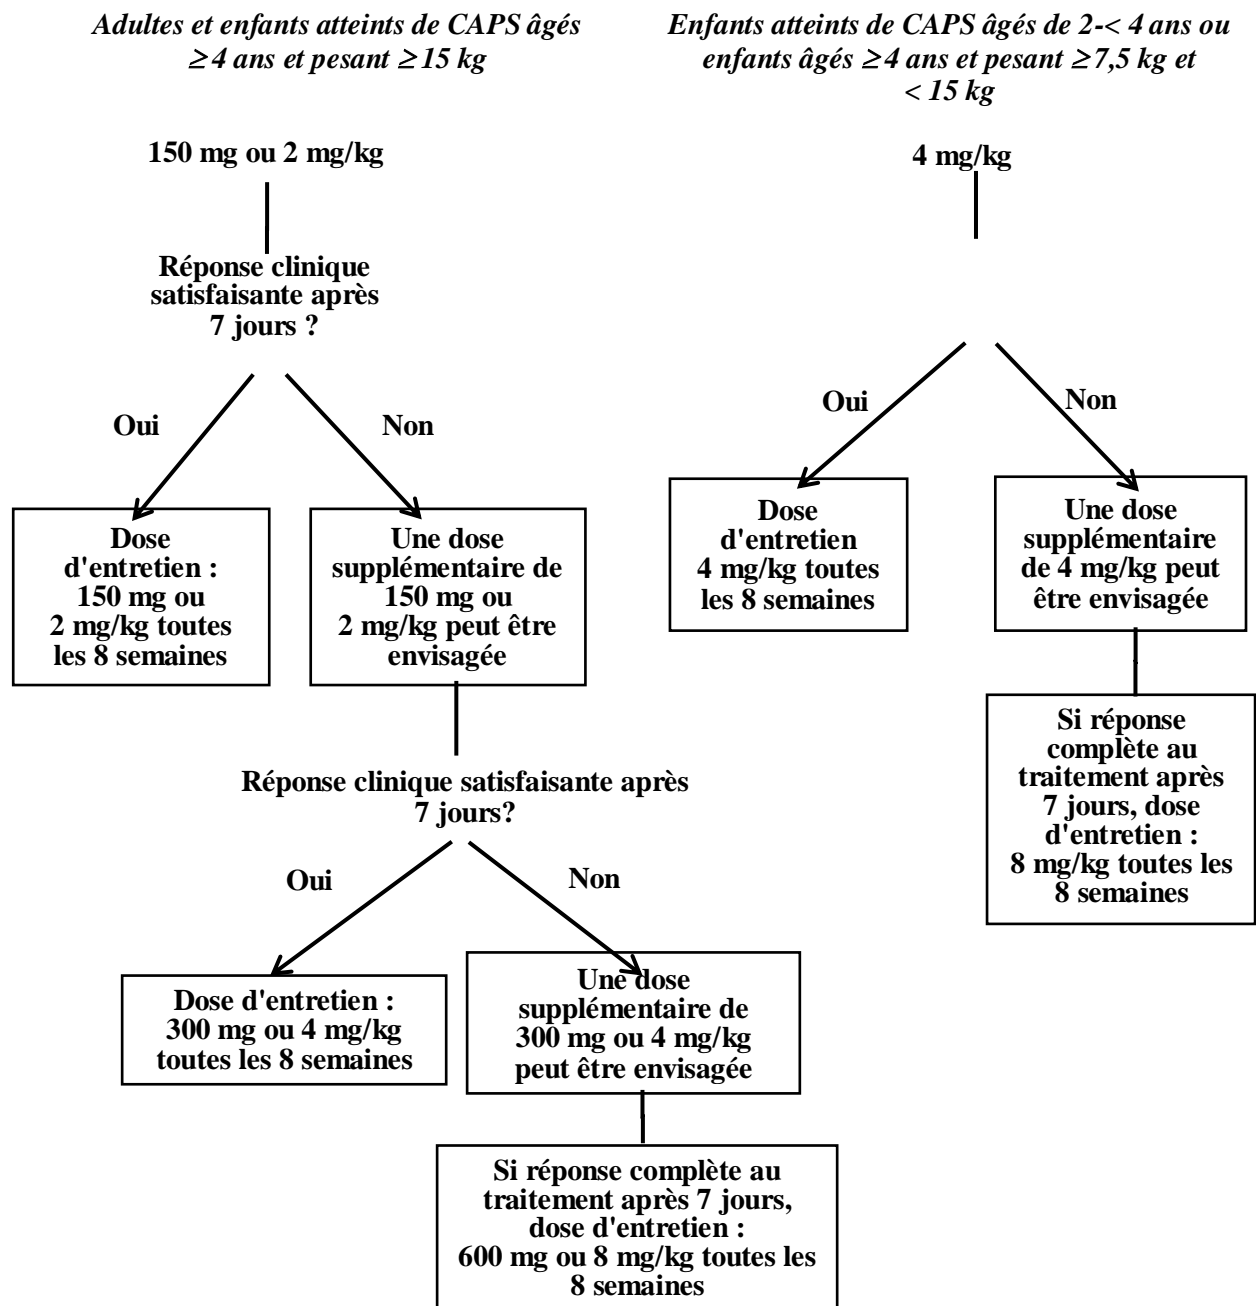 Adultes et enfants atteints de CAPS âgés
≥ 4 ans et pesant ≥ 15 kg
150 mg ou 2 mg/kg
Réponse clinique
satisfaisante après
7 jours ?
Oui
Non
Dose
d'entretien :
150 mg ou
2 mg/kg toutes
les 8 semaines
Une dose
supplémentaire de
150 mg ou
2 mg/kg peut être
envisagée
Réponse clinique satisfaisante après
7 jours?
Oui
Non
Dose d'entretien :
300 mg ou 4 mg/kg
toutes les 8 semaines
Une dose
supplémentaire de
300 mg ou 4 mg/kg
peut être envisagée
Si réponse complète au
traitement après 7 jours,
dose d'entretien :
600 mg ou 8 mg/kg toutes les
8 semaines
Enfants atteints de CAPS âgés de 2-< 4 ans ou
enfants âgés ≥ 4 ans et pesant ≥ 7,5 kg et
< 15 kg
4 mg/kg
Oui
Non
Dose
d'entretien
4 mg/kg toutes
les 8 semaines
Une dose
supplémentaire
de 4 mg/kg peut
être envisagée
Si réponse
complète au
traitement après
7 jours, dose
d'entretien :
8 mg/kg toutes les
8 semaines